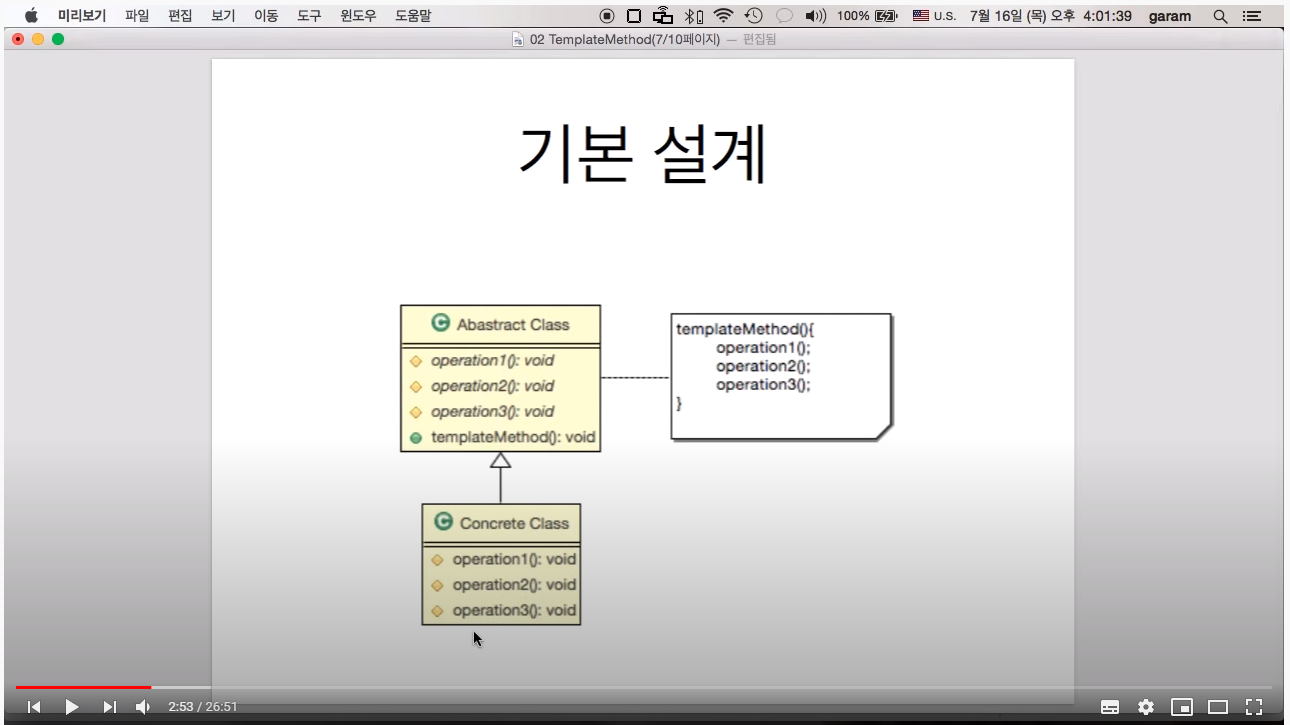 미리보기 파일 편집 보기 이동 도구 윈도우 도움말 100% U.S. 7월 16일 (목) 오후 4:01:39 garam
02 TemplateMethod(7/10페이지) — 편집됨
기본 설계
C Abastract Class
operation1(): void
operation2(): void
operation3(): void
templateMethod(): void
templateMethod(){
operation1();
operation2();
operation3();
}
C Concrete Class
operation1(): void
operation2(): void
operation3(): void
2:53 / 26:51